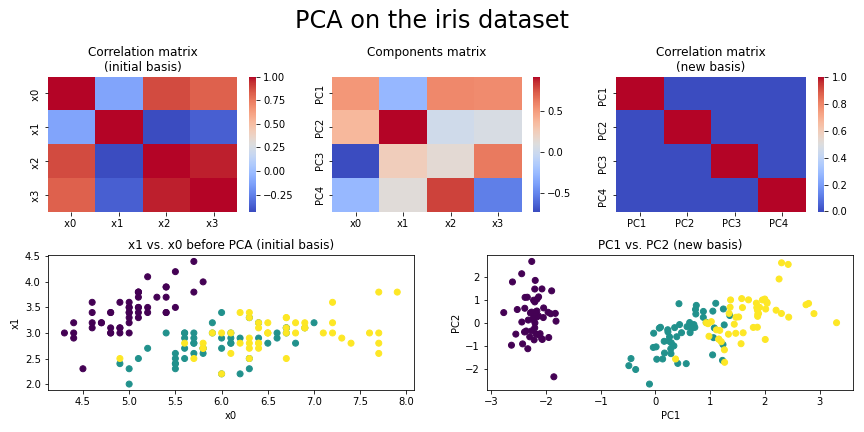 PCA on the iris dataset
Correlation matrix
(initial basis)
Components matrix
Correlation matrix
(new basis)
x0
x1
x2
x3
x0 x1 x2 x3
1.00
0.75
0.50
0.25
0.00
−0.25
PC1
PC2
PC3
PC4
x0 x1 x2 x3
0.5
0.0
−0.5
PC1
PC2
PC3
PC4
PC1 PC2 PC3 PC4
1.0
0.8
0.6
0.4
0.2
0.0
x1 vs. x0 before PCA (initial basis)
4.5
4.0
3.5
3.0
2.5
2.0
x1
4.5 5.0 5.5 6.0 6.5 7.0 7.5 8.0
x0
PC1 vs. PC2 (new basis)
2
1
0
−1
−2
PC2
−3 −2 −1 0 1 2 3
PC1